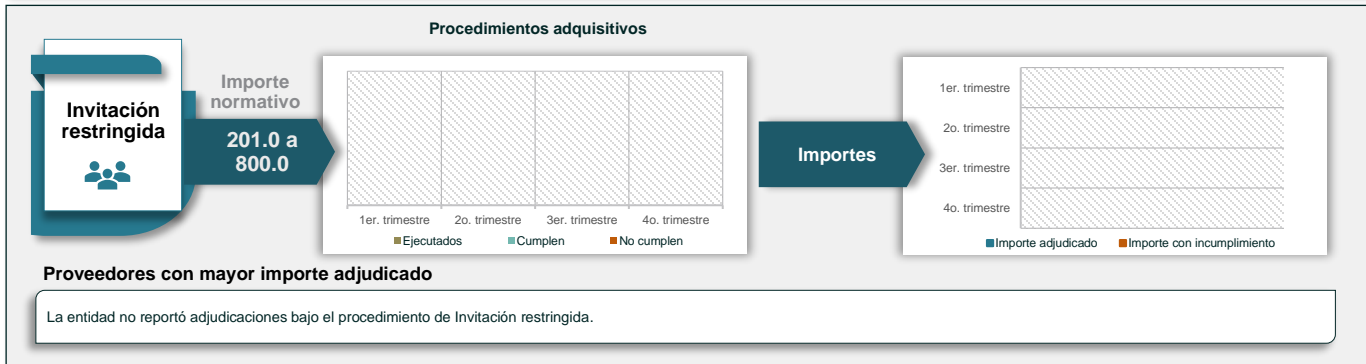 Procedimientos adquisitivos
Invitación
restringida
Importe
normativo
201.0 a
800.0
1er. trimestre 2o. trimestre 3er. trimestre 4o. trimestre
Ejecutados Cumplen No cumplen
Importes
1er. trimestre
2o. trimestre
3er. trimestre
4o. trimestre
Importe adjudicado Importe con incumplimiento
Proveedores con mayor importe adjudicado
La entidad no reportó adjudicaciones bajo el procedimiento de Invitación restringida.